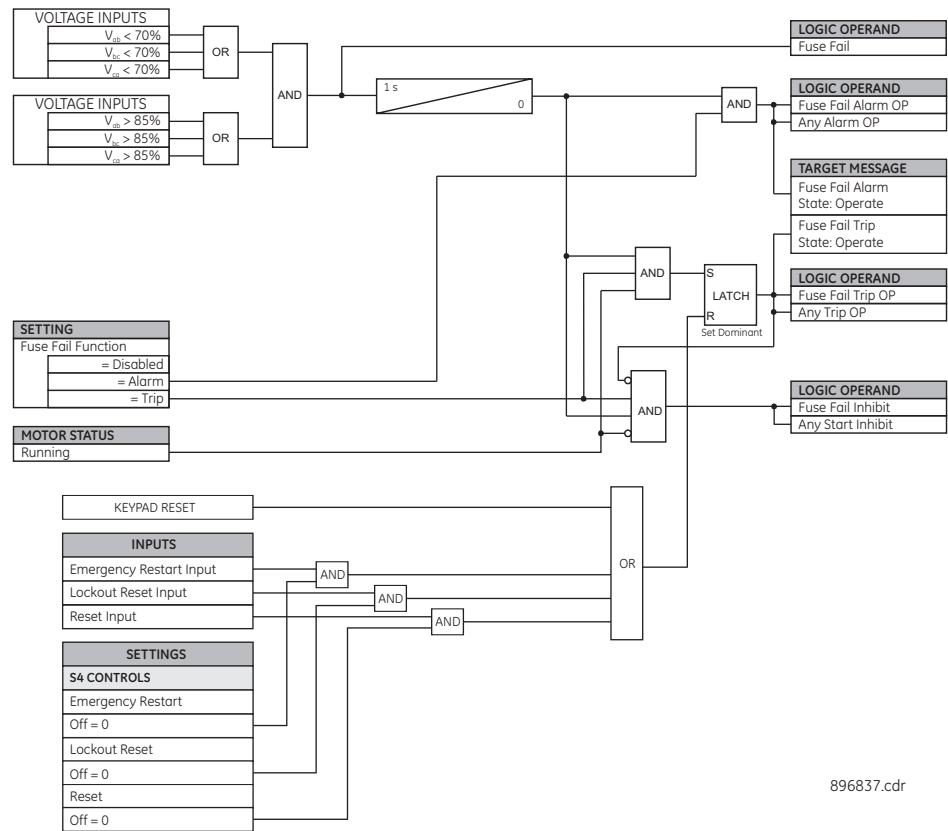 VOLTAGE INPUTS
Vab < 70%
Vbc < 70%
Vca < 70%
OR
VOLTAGE INPUTS
Vab > 85%
Vbc > 85%
Vca > 85%
OR
AND
1 s
0
AND
LOGIC OPERAND
Fuse Fail
LOGIC OPERAND
Fuse Fail Alarm OP
Any Alarm OP
TARGET MESSAGE
Fuse Fail Alarm
State: Operate
Fuse Fail Trip
State: Operate
AND
S
LATCH
R
Set Dominant
LOGIC OPERAND
Fuse Fail Trip OP
Any Trip OP
SETTING
Fuse Fail Function
= Disabled
= Alarm
= Trip
AND
LOGIC OPERAND
Fuse Fail Inhibit
Any Start Inhibit
MOTOR STATUS
Running
KEYPAD RESET
INPUTS
Emergency Restart Input
Lockout Reset Input
Reset Input
AND
AND
AND
OR
SETTINGS
S4 CONTROLS
Emergency Restart
Off = 0
Lockout Reset
Off = 0
Reset
Off = 0
896837.cdr